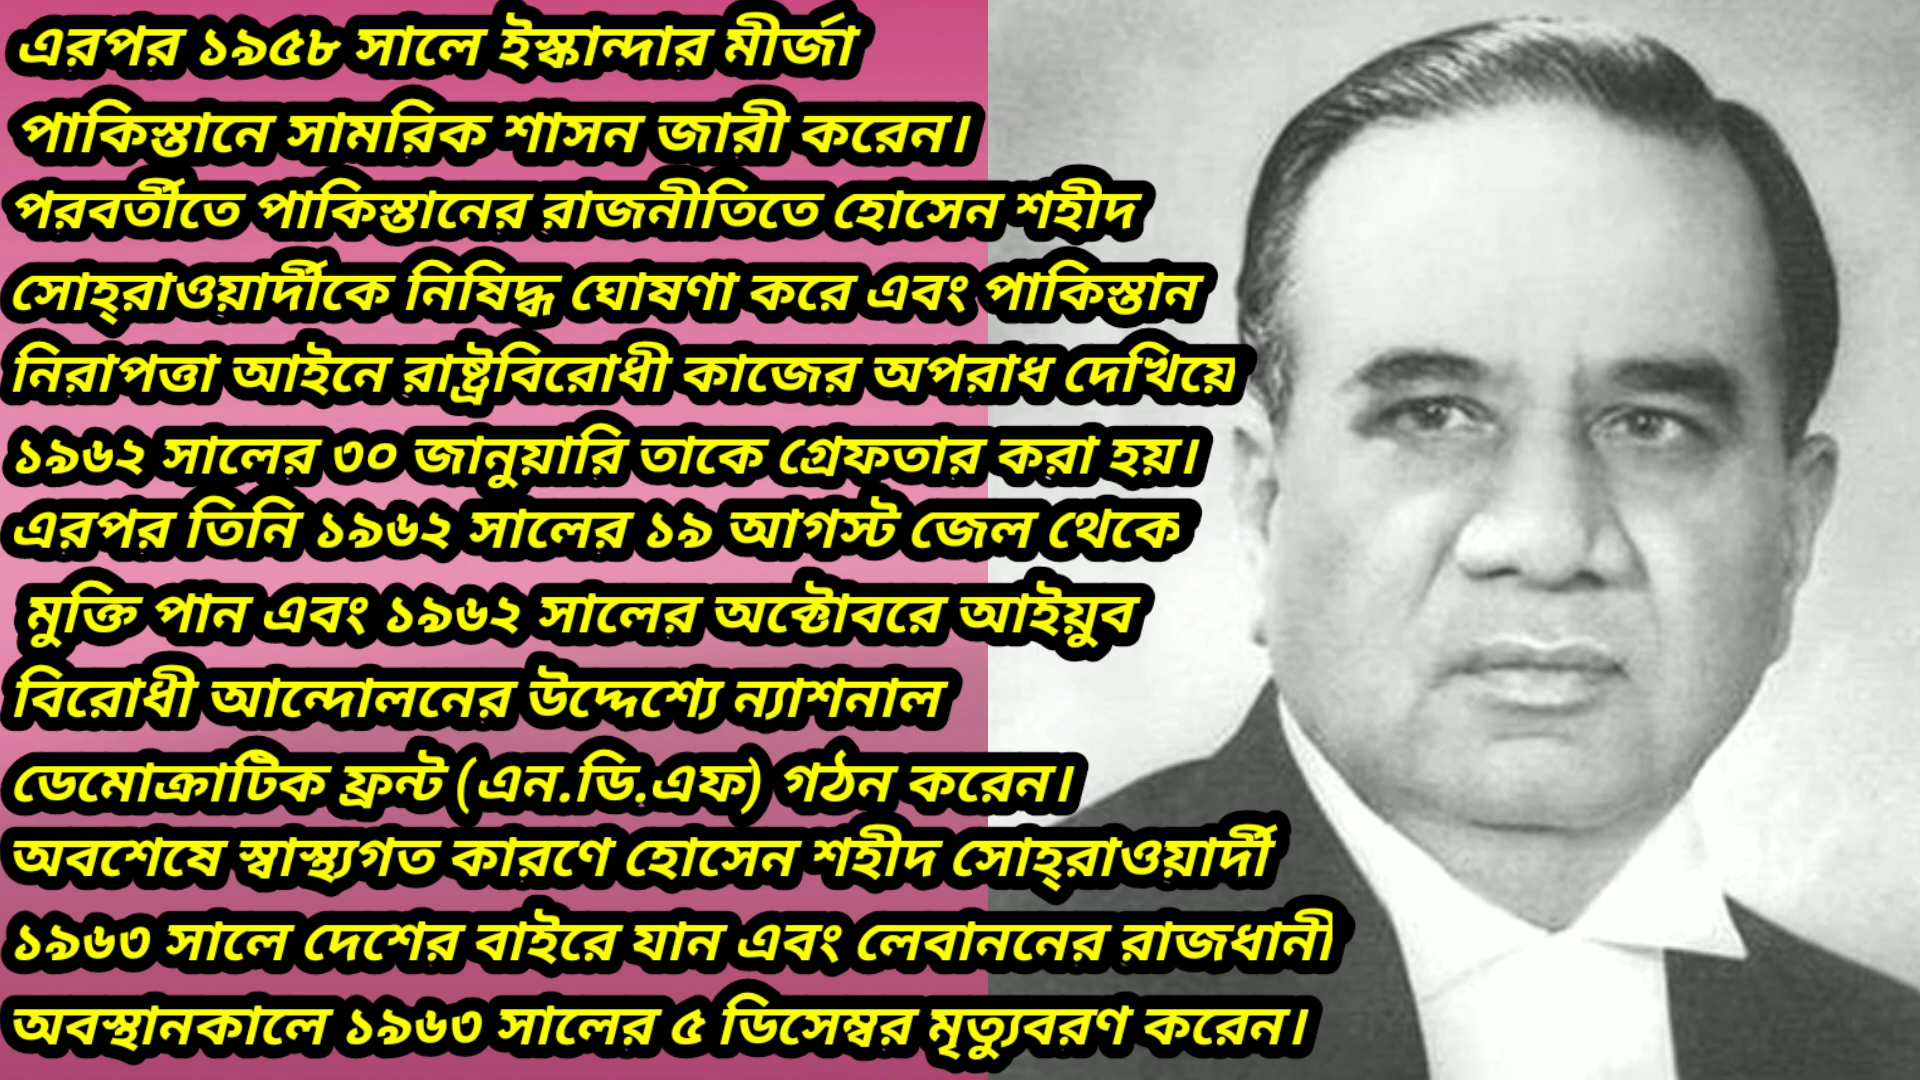 এরপর ১৯৫৮ সালে ইস্কান্দার মীর্জা
পাকিস্তানে সামরিক শাসন জারী করেন।
পরবর্তীতে পাকিস্তানের রাজনীতিতে হোসেন শহীদ
সোহ্‌রাওয়ার্দীকে নিষিদ্ধ ঘোষণা করে এবং পাকিস্তান
নিরাপত্তা আইনে রাষ্ট্রবিরোধী কাজের অপরাধ দেখিয়ে
১৯৬২ সালের ৩০ জানুয়ারি তাকে গ্রেফতার করা হয়।
এরপর তিনি ১৯৬২ সালের ১৯ আগস্ট জেল থেকে
মুক্তি পান এবং ১৯৬২ সালের অক্টোবরে আইয়ুব
বিরোধী আন্দোলনের উদ্দেশ্যে ন্যাশনাল
ডেমোক্রাটিক ফ্রন্ট (এন.ডি.এফ) গঠন করেন।
অবশেষে স্বাস্থ্যগত কারণে হোসেন শহীদ সোহ্‌রাওয়ার্দী
১৯৬৩ সালে দেশের বাইরে যান এবং লেবাননের রাজধানী
অবস্থানকালে ১৯৬৩ সালের ৫ ডিসেম্বর মৃত্যুবরণ করেন।